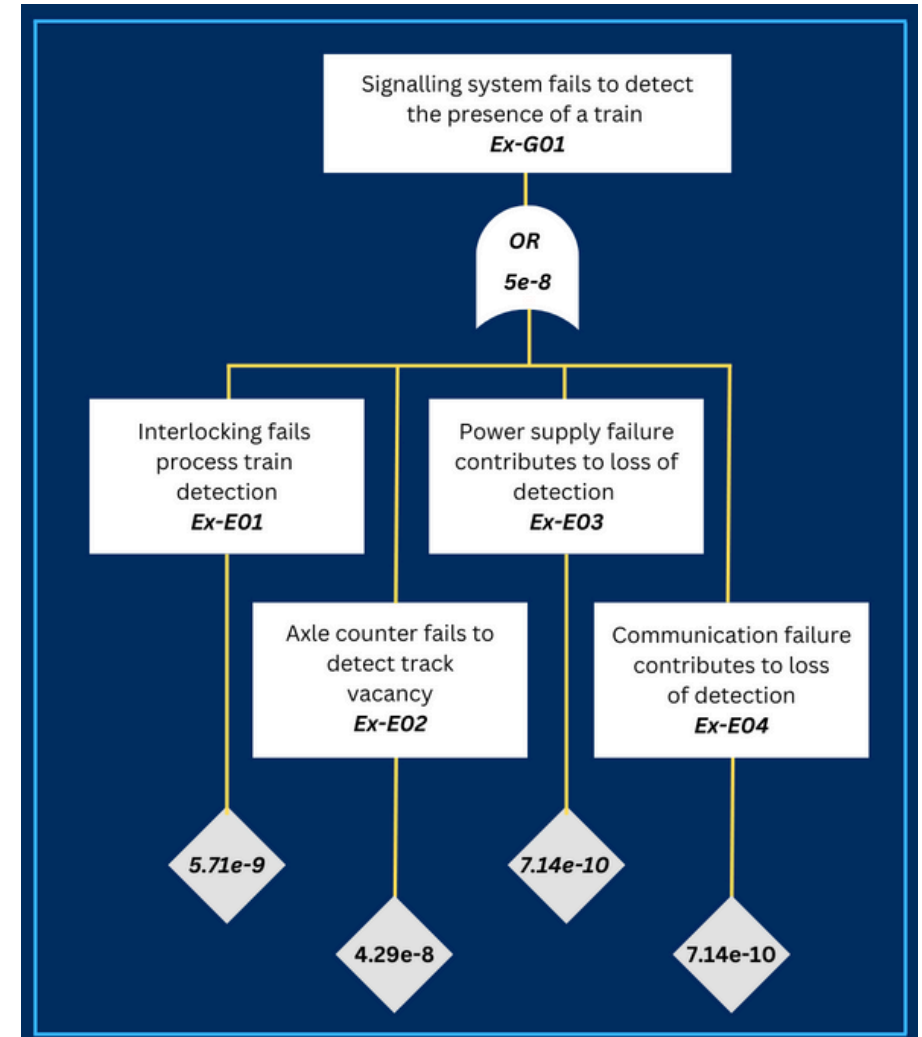 Signalling system fails to detect
the presence of a train
Ex-G01
OR
5e-8
Interlocking fails
process train
detection
Ex-E01
Power supply failure
contributes to loss of
detection
Ex-E03
Axle counter fails to
detect track
vacancy
Ex-E02
Communication failure
contributes to loss
of detection
Ex-E04
5.71e-9
7.14e-10
4.29e-8
7.14e-10